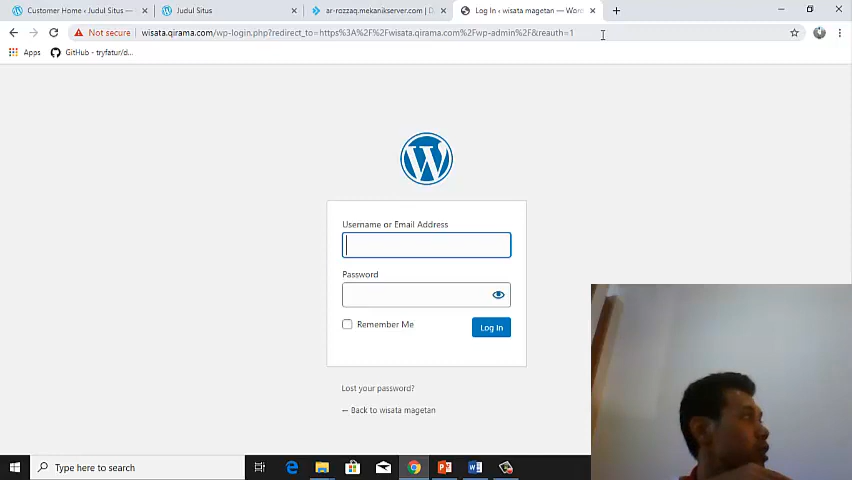 Customer Home ‹ Judul Situs —
Judul Situs
ar-rozzaq.mekanikserver.com | D
Log In ‹ wisata magetan — Wor
Not secure
wisata.qirama.com/wp-login.php?redirect_to=https%3A%2F%2Fwisata.qirama.com%2Fwp-admin%2F&reauth=1
Apps
GitHub - tryfatur/d...
Username or Email Address
Password
Remember Me
Log In
Lost your password?
← Back to wisata magetan
Type here to search